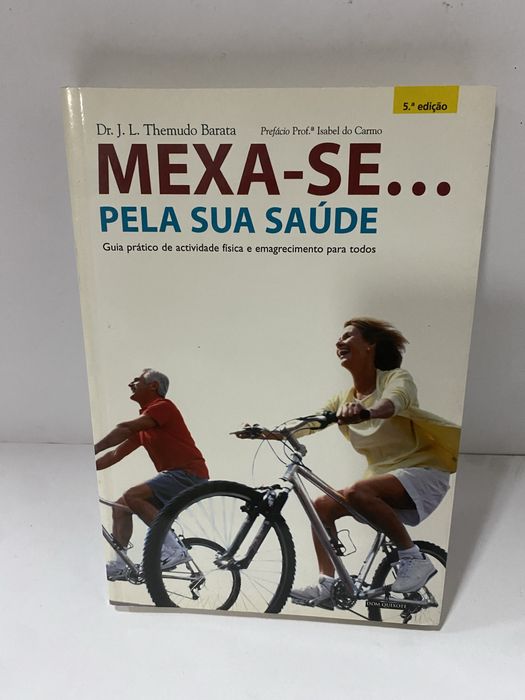 5.ª edição
Dr. J. L. Themudo Barata
Prefácio Prof.ª Isabel do Carmo
MEXA-SE...
PELA SUA SAÚDE
Guia prático de actividade física e emagrecimento para todos
DOM QUIXOTE